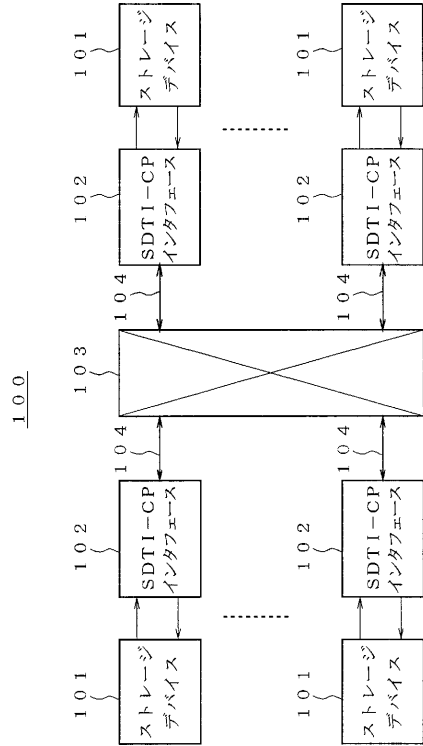 100
101
102
104
103
104
102
101
ストレージ
デバイス
SDTI-CP
インタフェース
SDTI-CP
インタフェース
ストレージ
デバイス
101
102
104
104
102
101
ストレージ
デバイス
SDTI-CP
インタフェース
SDTI-CP
インタフェース
ストレージ
デバイス